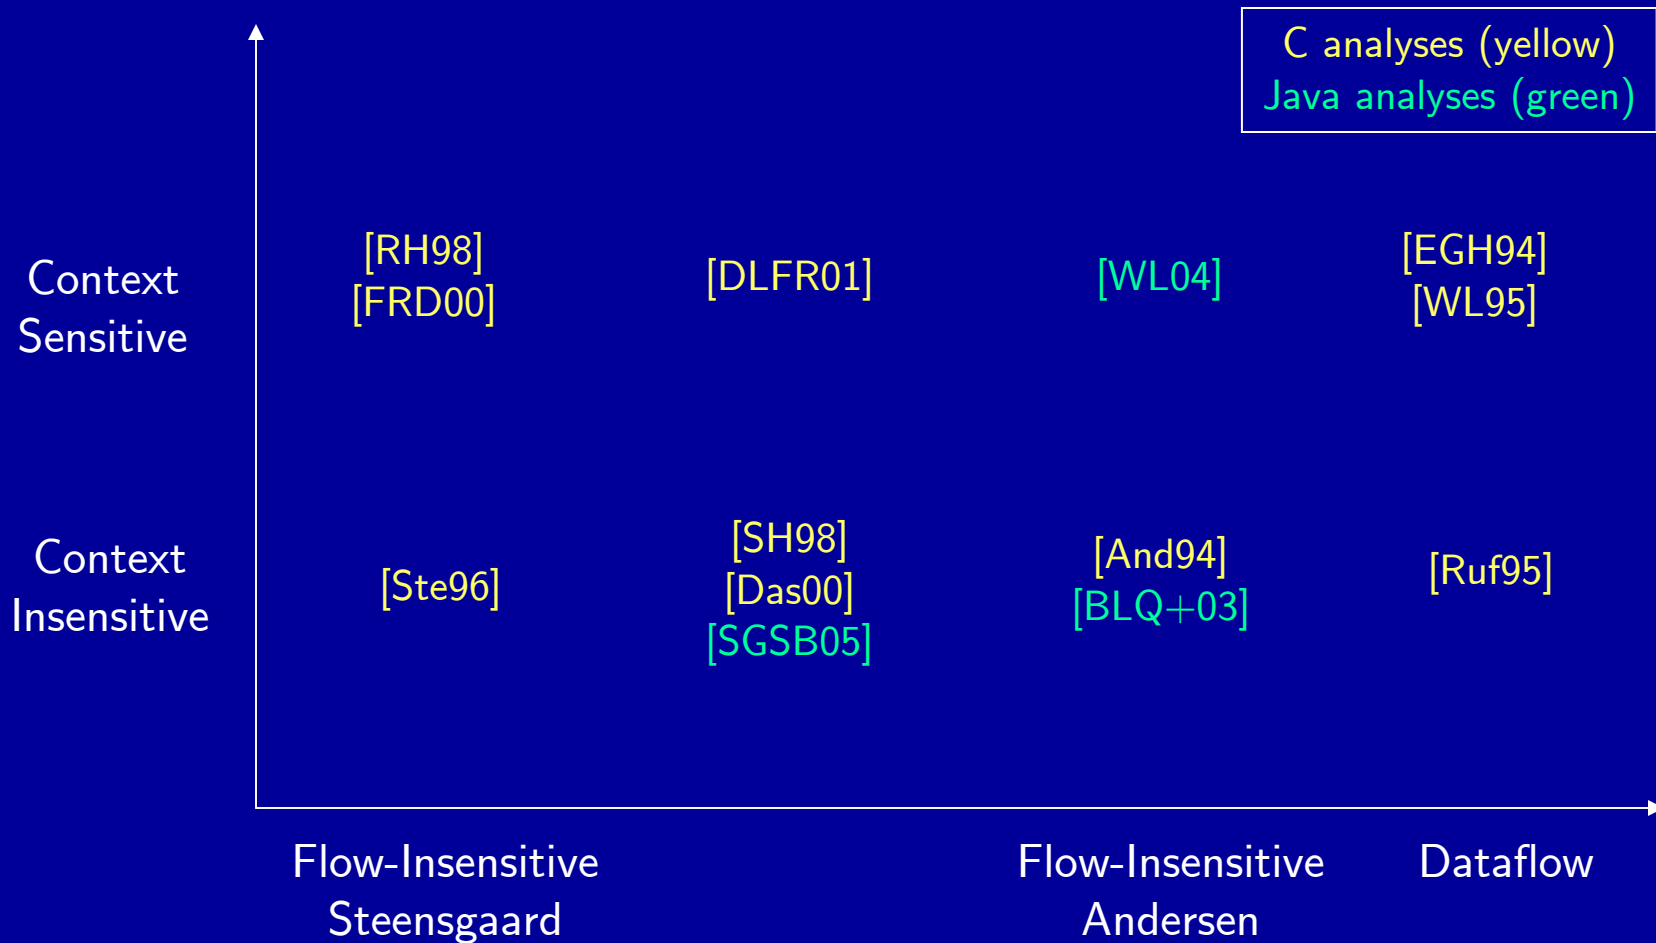 C analyses (yellow)
Java analyses (green)
Context
Sensitive
[RH98]
[FRD00]
[DLFR01]
[WL04]
[EGH94]
[WL95]
Context
Insensitive
[Ste96]
[SH98]
[Das00]
[SGSB05]
[And94]
[BLQ+03]
[Ruf95]
Flow-Insensitive
Steensgaard
Flow-Insensitive
Andersen
Dataflow